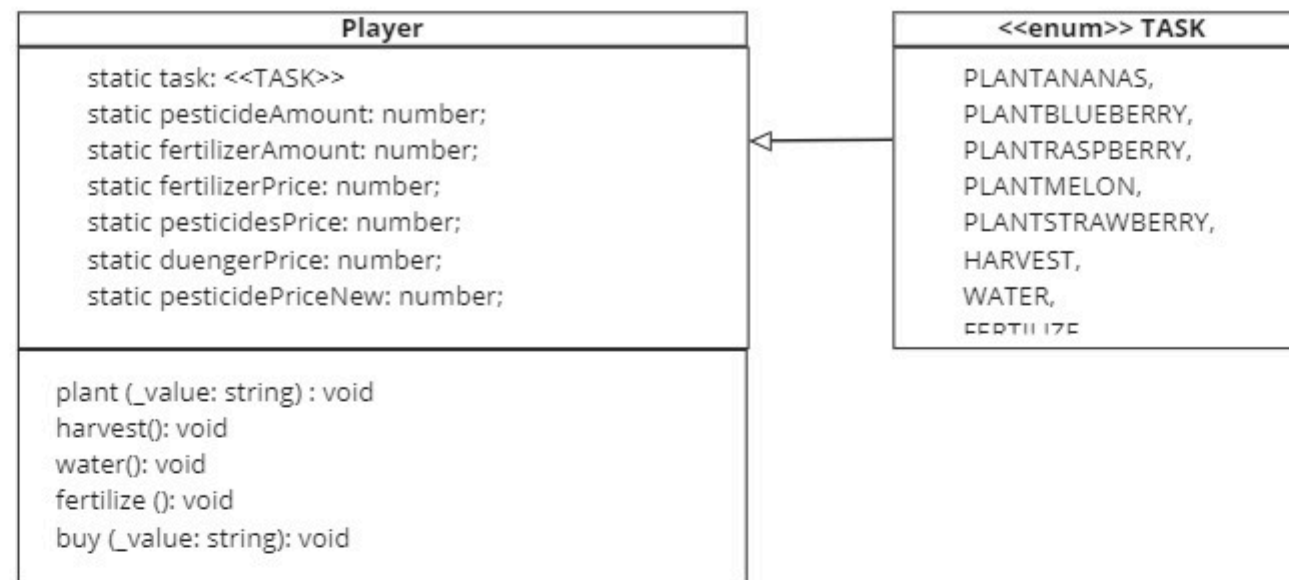 Player
static task: <<TASK>>
static pesticideAmount: number;
static fertilizerAmount: number;
static fertilizerPrice: number;
static pesticidesPrice: number;
static duengerPrice: number;
static pesticidePriceNew: number;
plant (_value: string) : void
harvest(): void
water(): void
fertilize (): void
buy (_value: string): void
<<enum>> TASK
PLANTANANAS,
PLANTBLUEBERRY,
PLANTRASPBERRY,
PLANTMELON,
PLANTSTRAWBERRY,
HARVEST,
WATER,
FERTILIZE